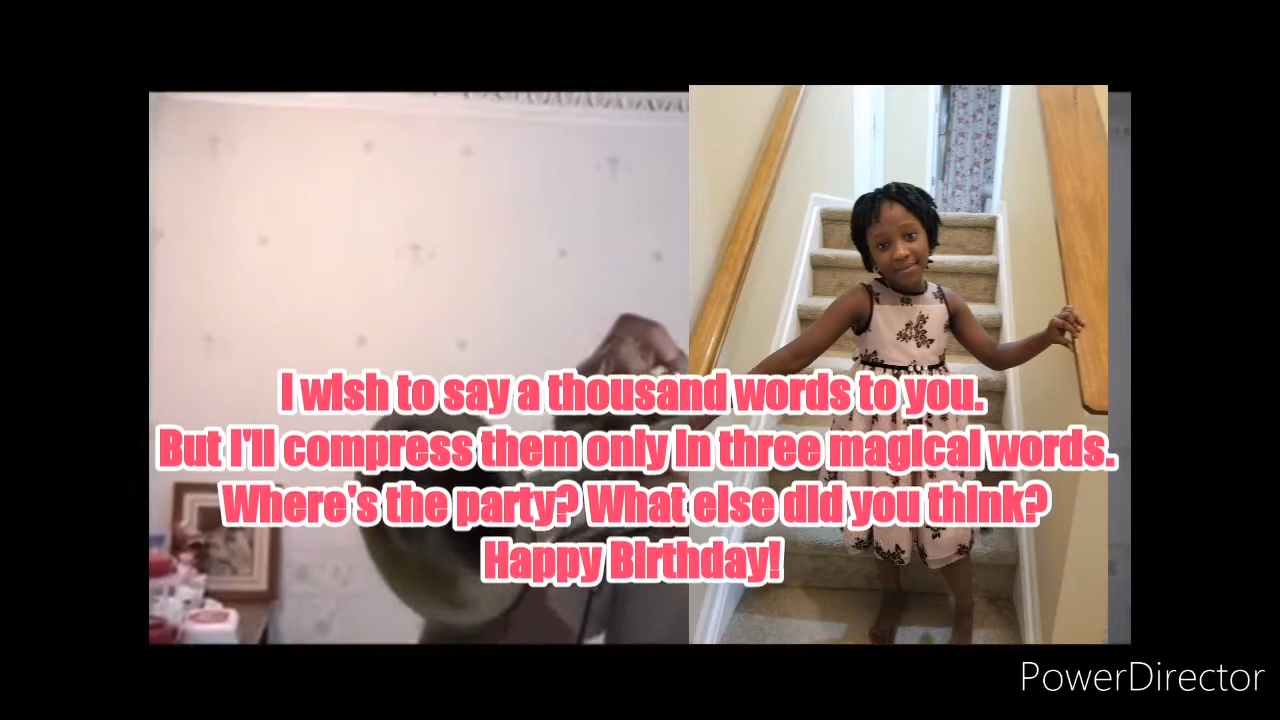 I wish to say a thousand words to you.
But I'll compress them only in three magical words.
Where's the party? What else did you think?
Happy Birthday!
PowerDirector